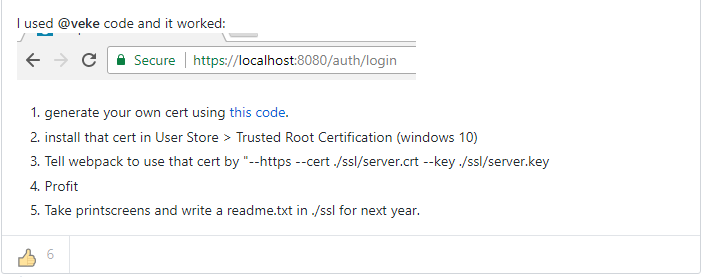 I used @veke code and it worked:
Secure | https://localhost:8080/auth/login
1. generate your own cert using this code.
2. install that cert in User Store > Trusted Root Certification (windows 10)
3. Tell webpack to use that cert by "--https --cert ./ssl/server.crt --key ./ssl/server.key
4. Profit
5. Take printscreens and write a readme.txt in ./ssl for next year.
6